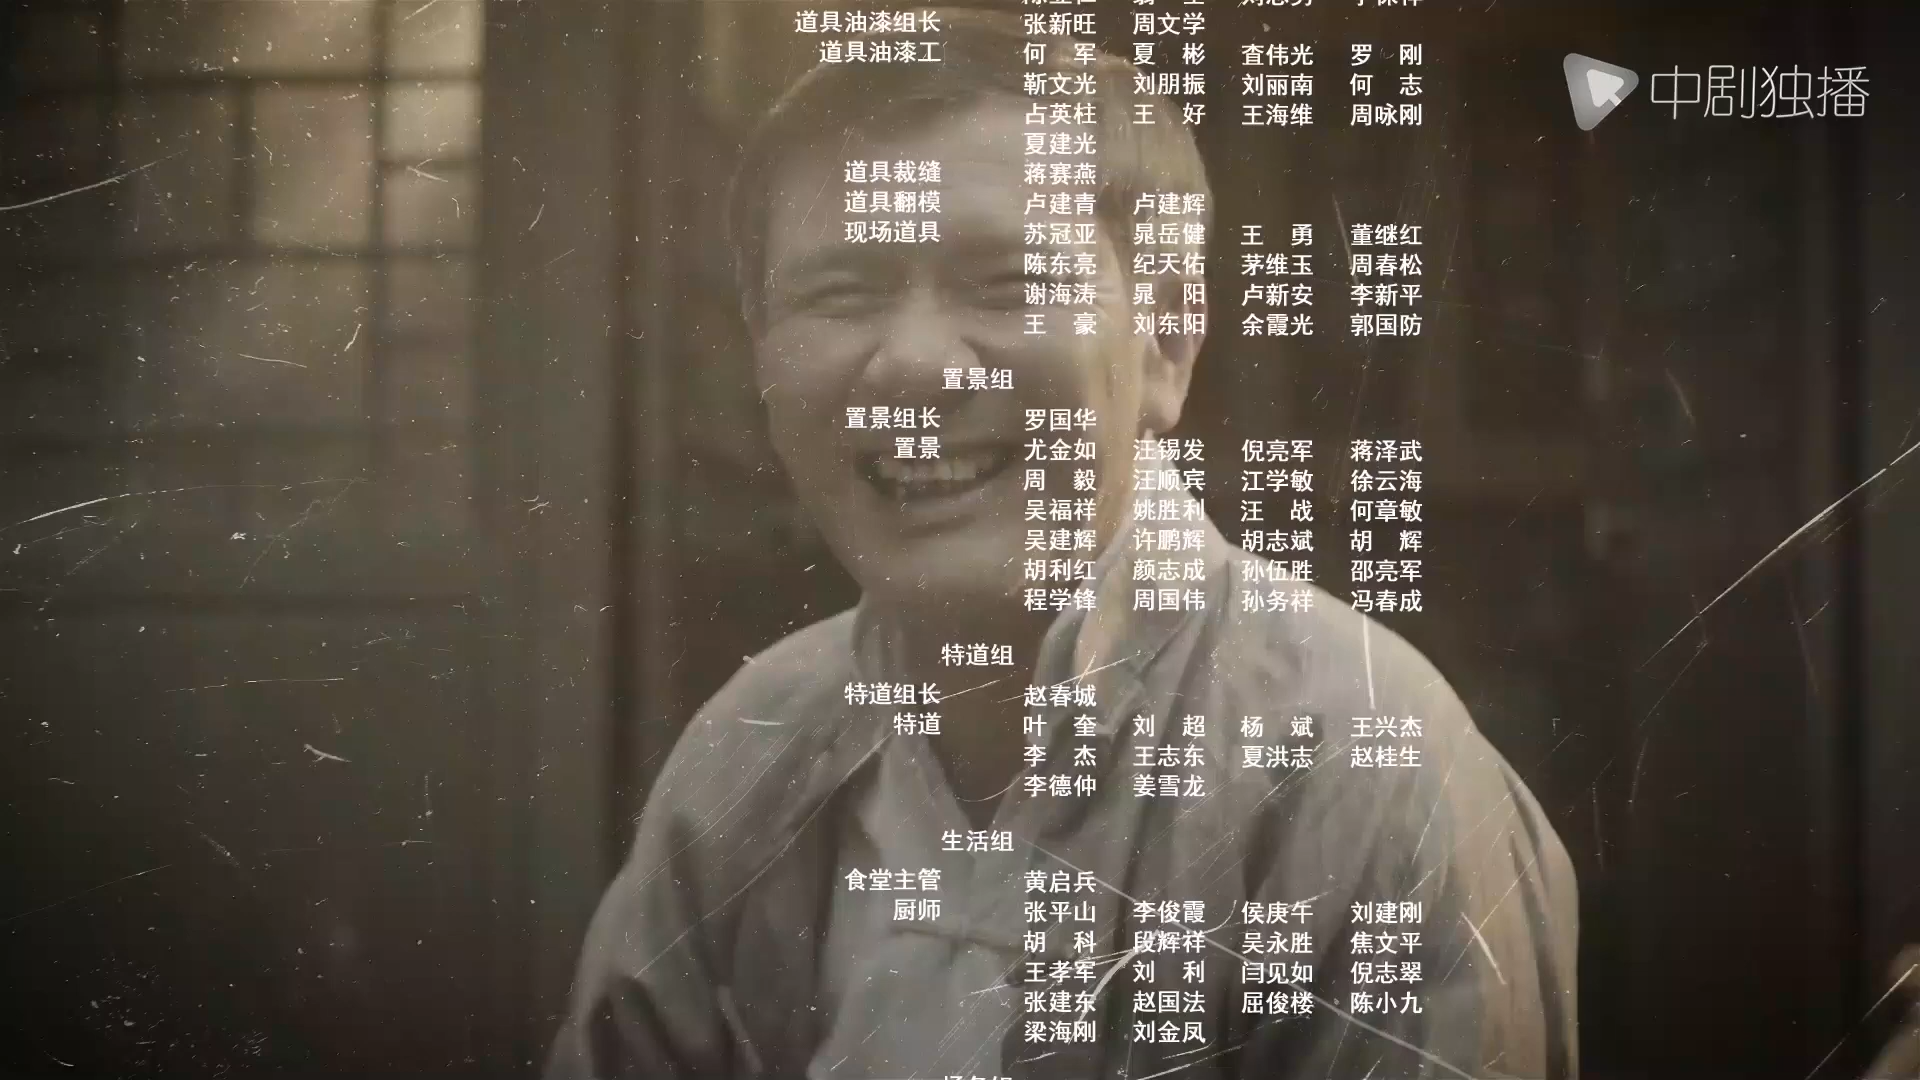 道具油漆组长 张新旺 周文学
道具油漆工 何 军 夏 彬 查伟光 罗 刚
靳文光 刘朋振 刘丽南 何 志
占英柱 王 好 王海维 周咏刚
夏建光
道具裁缝 蒋赛燕
道具翻模 卢建青 卢建辉
现场道具 苏冠亚 晁岳健 王 勇 董继红
陈东亮 纪天佑 茅维玉 周春松
谢海涛 晁 阳 卢新安 李新平
王 豪 刘东阳 余霞光 郭国防
置景组
置景组长 罗国华
置景 尤金如 汪锡发 倪亮军 蒋泽武
周 毅 汪顺宾 江学敏 徐云海
吴福祥 姚胜利 汪 战 何章敏
吴建辉 许鹏辉 胡志斌 胡 辉
胡利红 颜志成 孙伍胜 邵亮军
程学锋 周国伟 孙务祥 冯春成
特道组
特道组长 赵春城
特道 叶 奎 刘 超 杨 斌 王兴杰
李 杰 王志东 夏洪志 赵桂生
李德仲 姜雪龙
生活组
食堂主管 黄启兵
厨师 张平山 李俊霞 侯庚午 刘建刚
胡 科 段辉祥 吴永胜 焦文平
王孝军 刘 利 闫见如 倪志翠
张建东 赵国法 屈俊楼 陈小九
梁海刚 刘金凤
中剧独播